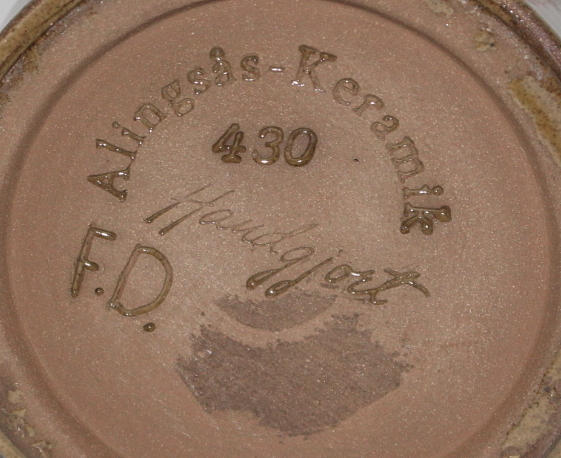 Alingsås-Keramik
430
Handgjort
F.D.